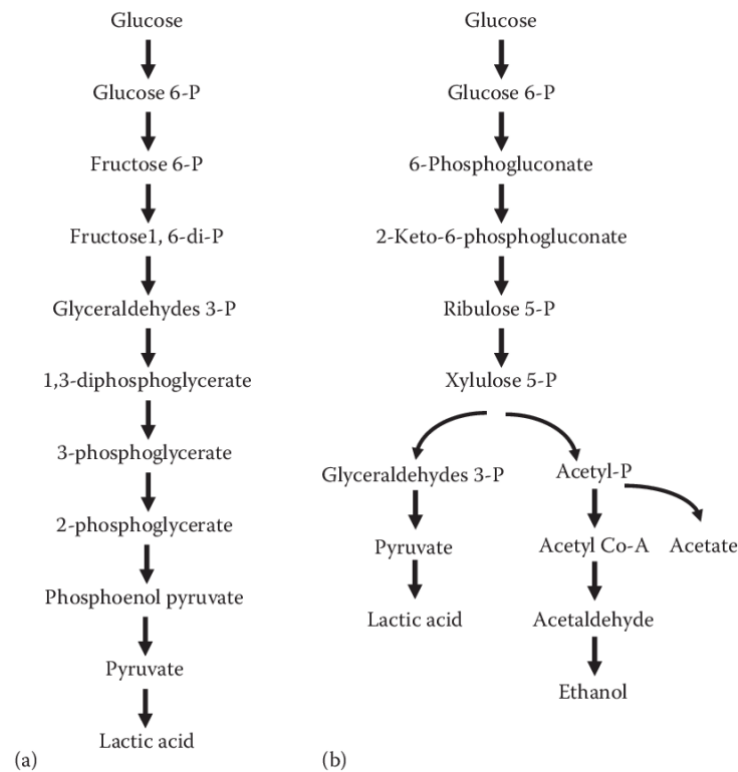 Glucose
Glucose 6-P
Fructose 6-P
Fructose1, 6-di-P
Glyceraldehydes 3-P
1,3-diphosphoglycerate
3-phosphoglycerate
2-phosphoglycerate
Phosphoenol pyruvate
Pyruvate
Lactic acid
(a)
Glucose
Glucose 6-P
6-Phosphogluconate
2-Keto-6-phosphogluconate
Ribulose 5-P
Xylulose 5-P
Glyceraldehydes 3-P
Pyruvate
Lactic acid
Acetyl-P
Acetyl Co-A
Acetate
Acetaldehyde
Ethanol
(b)